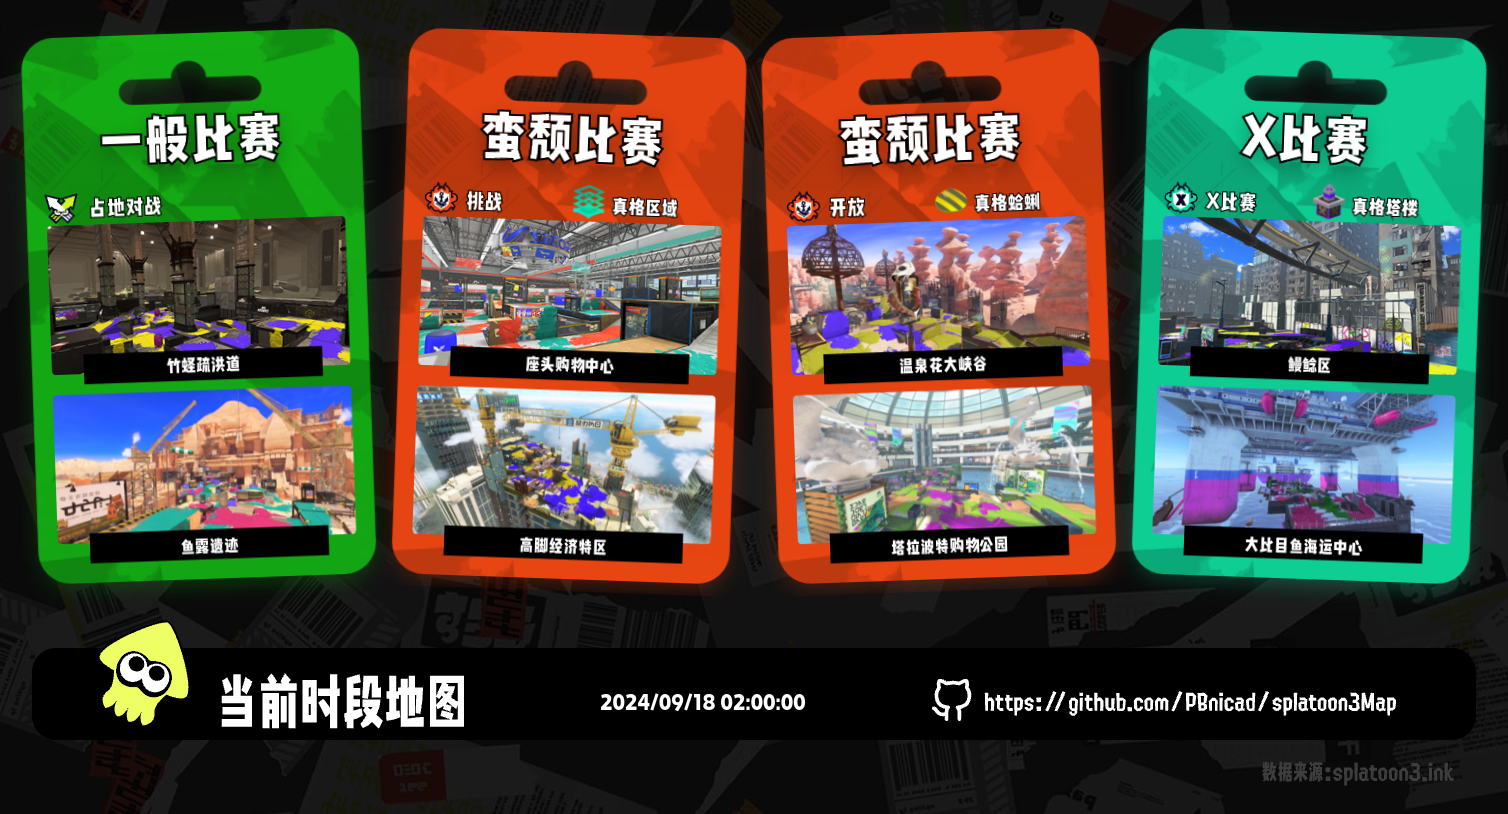 一般比赛
占地对战
竹蛏疏洪道
鱼露遗迹
蛮颓比赛
挑战
真格区域
座头购物中心
高脚经济特区
蛮颓比赛
开放
真格蛤蜊
温泉花大峡谷
塔拉波特购物公园
X比赛
X比赛
真格塔楼
鳗鲶区
大比目鱼海运中心
当前时段地图
2024/09/18 02:00:00
https://github.com/PBnicad/splatoon3Map
数据来源:splatoon3.ink